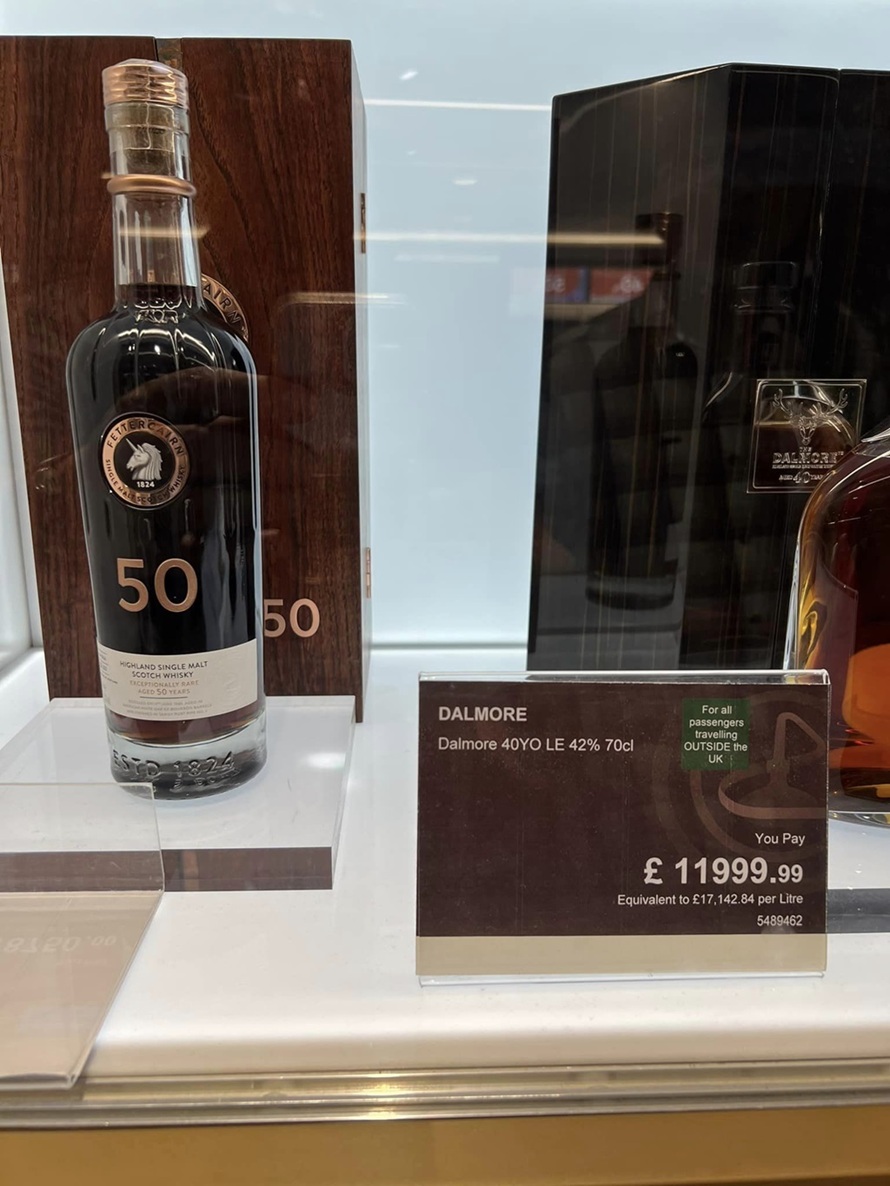 FETTERCAIRN
1824
SINGLE MALT SCOTCH WHISKY
50
50
HIGHLAND SINGLE MALT
SCOTCH WHISKY
EXCEPTIONALLY RARE
AGED 50 YEARS
ESTD 1824
THE
DALMORE
DALMORE
Dalmore 40YO LE 42% 70cl
For all
passengers
travelling
OUTSIDE the
UK
You Pay
£ 11999.99
Equivalent to £17,142.84 per Litre
5489462